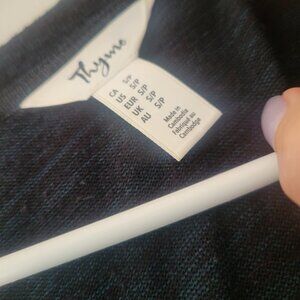 Thyme
CA S/P
US S/P
EUR S/P
UK S/P
AU S/P
Made in
Cambodia
Fabriqué au
Cambodge